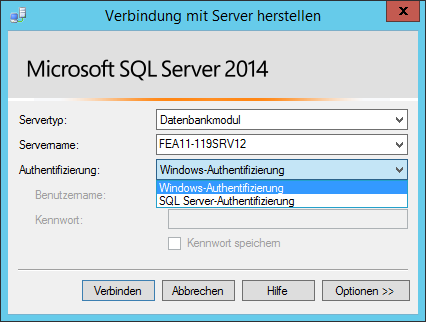 Verbindung mit Server herstellen
x
Microsoft SQL Server 2014
Servertyp: Datenbankmodul
Servername: FEA11-119SRV12
Authentifizierung: Windows-Authentifizierung
Windows-Authentifizierung
Benutzername: SQL Server-Authentifizierung
Kennwort:
Kennwort speichern
Verbinden Abbrechen Hilfe Optionen >>